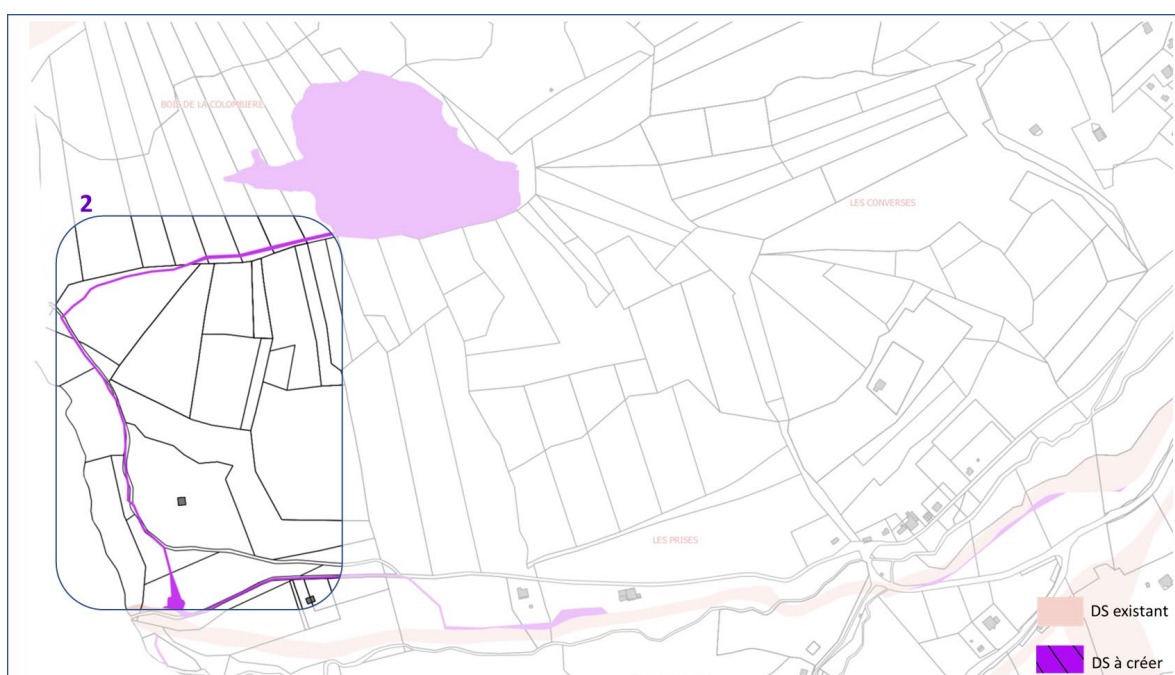 BOIS DE LA COLOMBIERE
2
LES CONVERSES
LES PRISES
DS existant
DS à créer